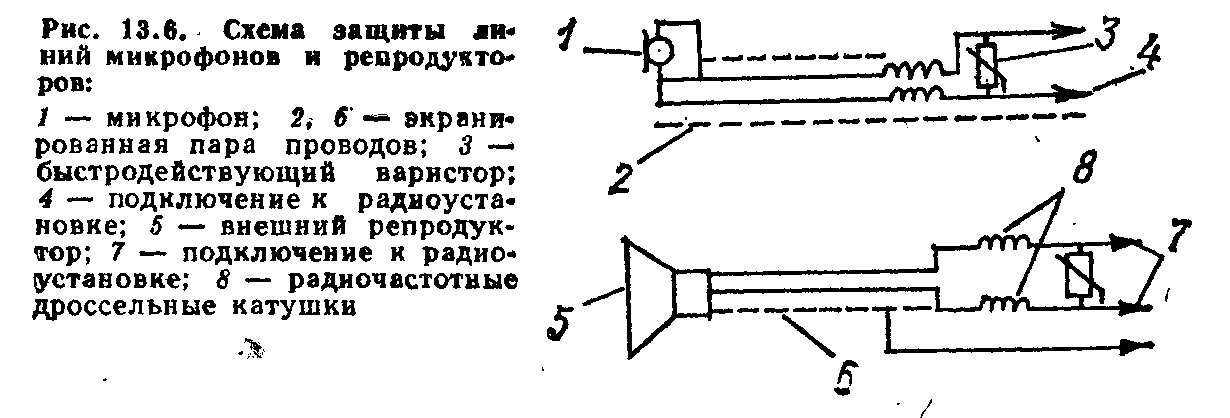 Рис. 13.6. Схема защиты ли-
ний микрофонов и репродукто-
ров:
1 — микрофон; 2, 6 — экрани-
рованная пара проводов; 3 —
быстродействующий варистор;
4 — подключение к радиоуста-
новке; 5 — внешний репродук-
тор; 7 — подключение к радио-
установке; 8 — радиочастотные
дроссельные катушки
1
3
4
2
8
7
5
6